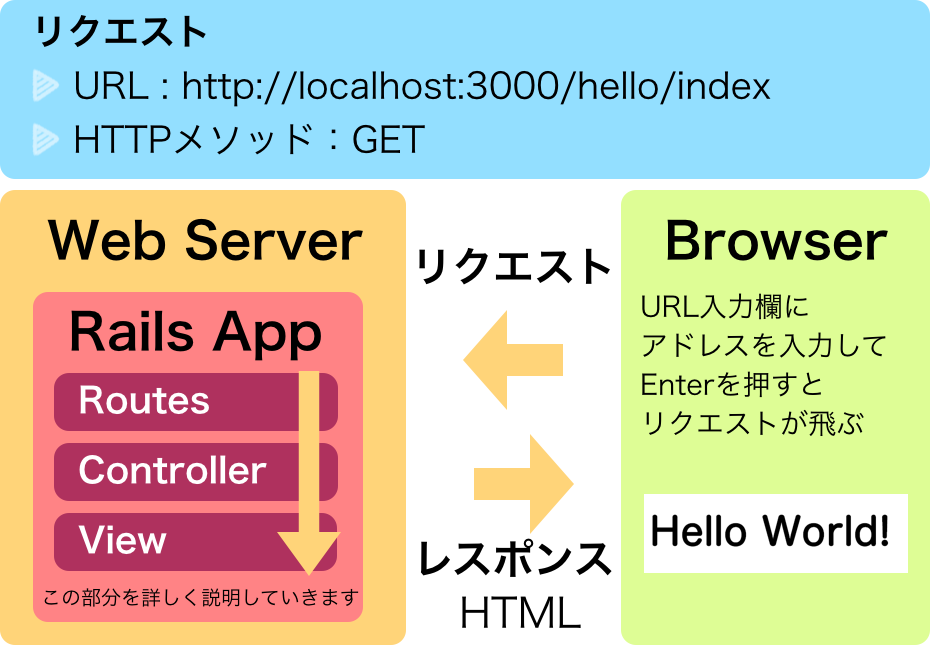 リクエスト
URL : http://localhost:3000/hello/index
HTTPメソッド：GET
Web Server
Rails App
Routes
Controller
View
この部分を詳しく説明していきます
リクエスト
レスポンス
HTML
Browser
URL入力欄に
アドレスを入力して
Enterを押すと
リクエストが飛ぶ
Hello World!